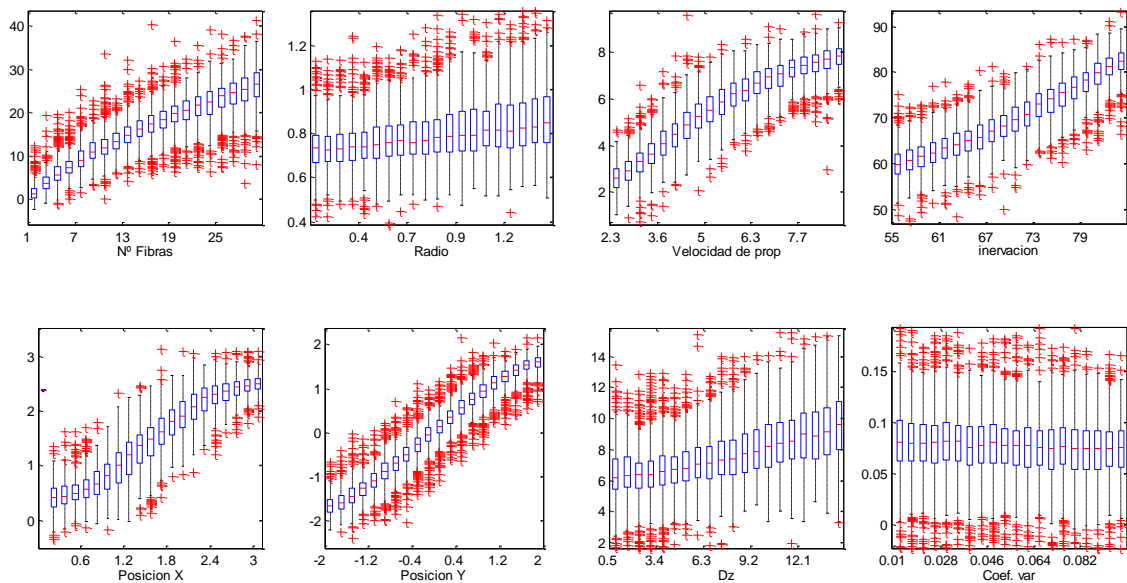 40
30
20
10
0
1 7 13 19 25
Nº Fibras
1.2
1
0.8
0.6
0.4
0.4 0.7 0.9 1.2
Radio
8
6
4
2
2.3 3.6 5 6.3 7.7
Velocidad de prop
90
80
70
60
50
55 61 67 73 79
inervacion
3
2
1
0
0.6 1.2 1.8 2.4 3
Posicion X
2
1
0
-1
-2
-2 -1.2 -0.4 0.4 1.2 2
Posicion Y
14
12
10
8
6
4
2
0.5 3.4 6.3 9.2 12.1
Dz
0.15
0.1
0.05
0
0.01 0.028 0.046 0.064 0.082
Coef. var